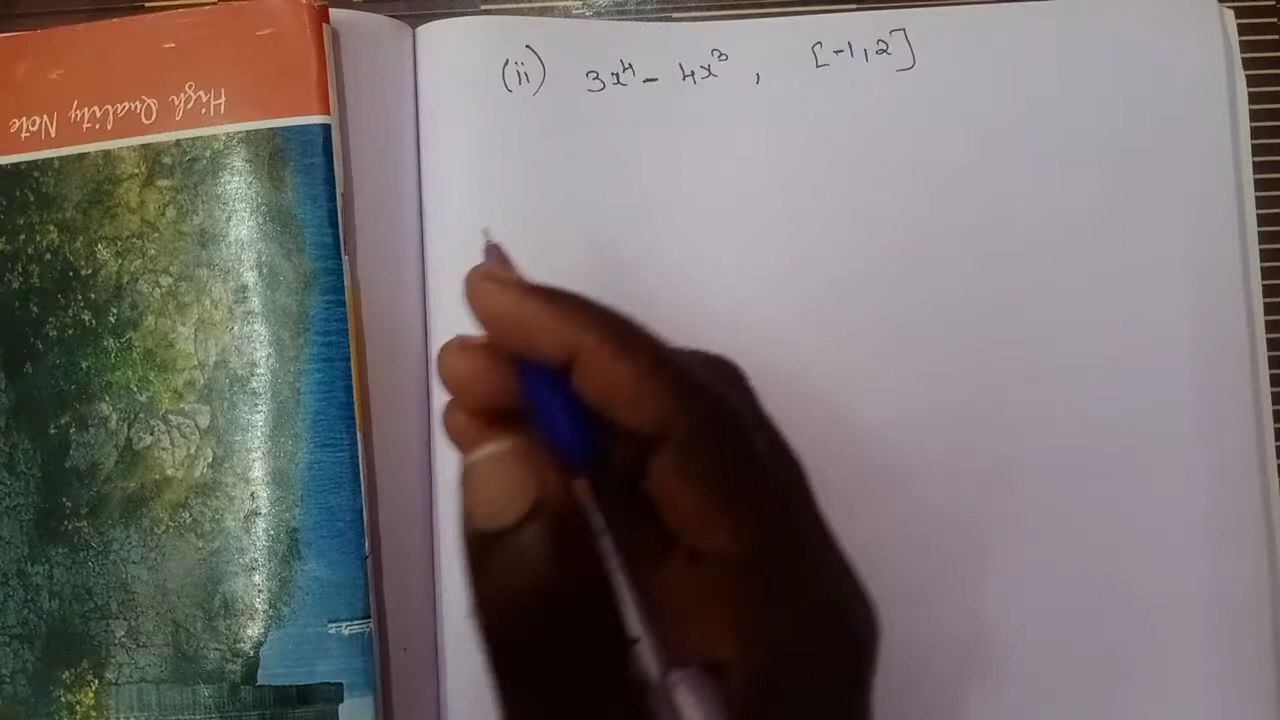 (ii) 3x⁴ - 4x³ , [-1,2]
High Quality Note